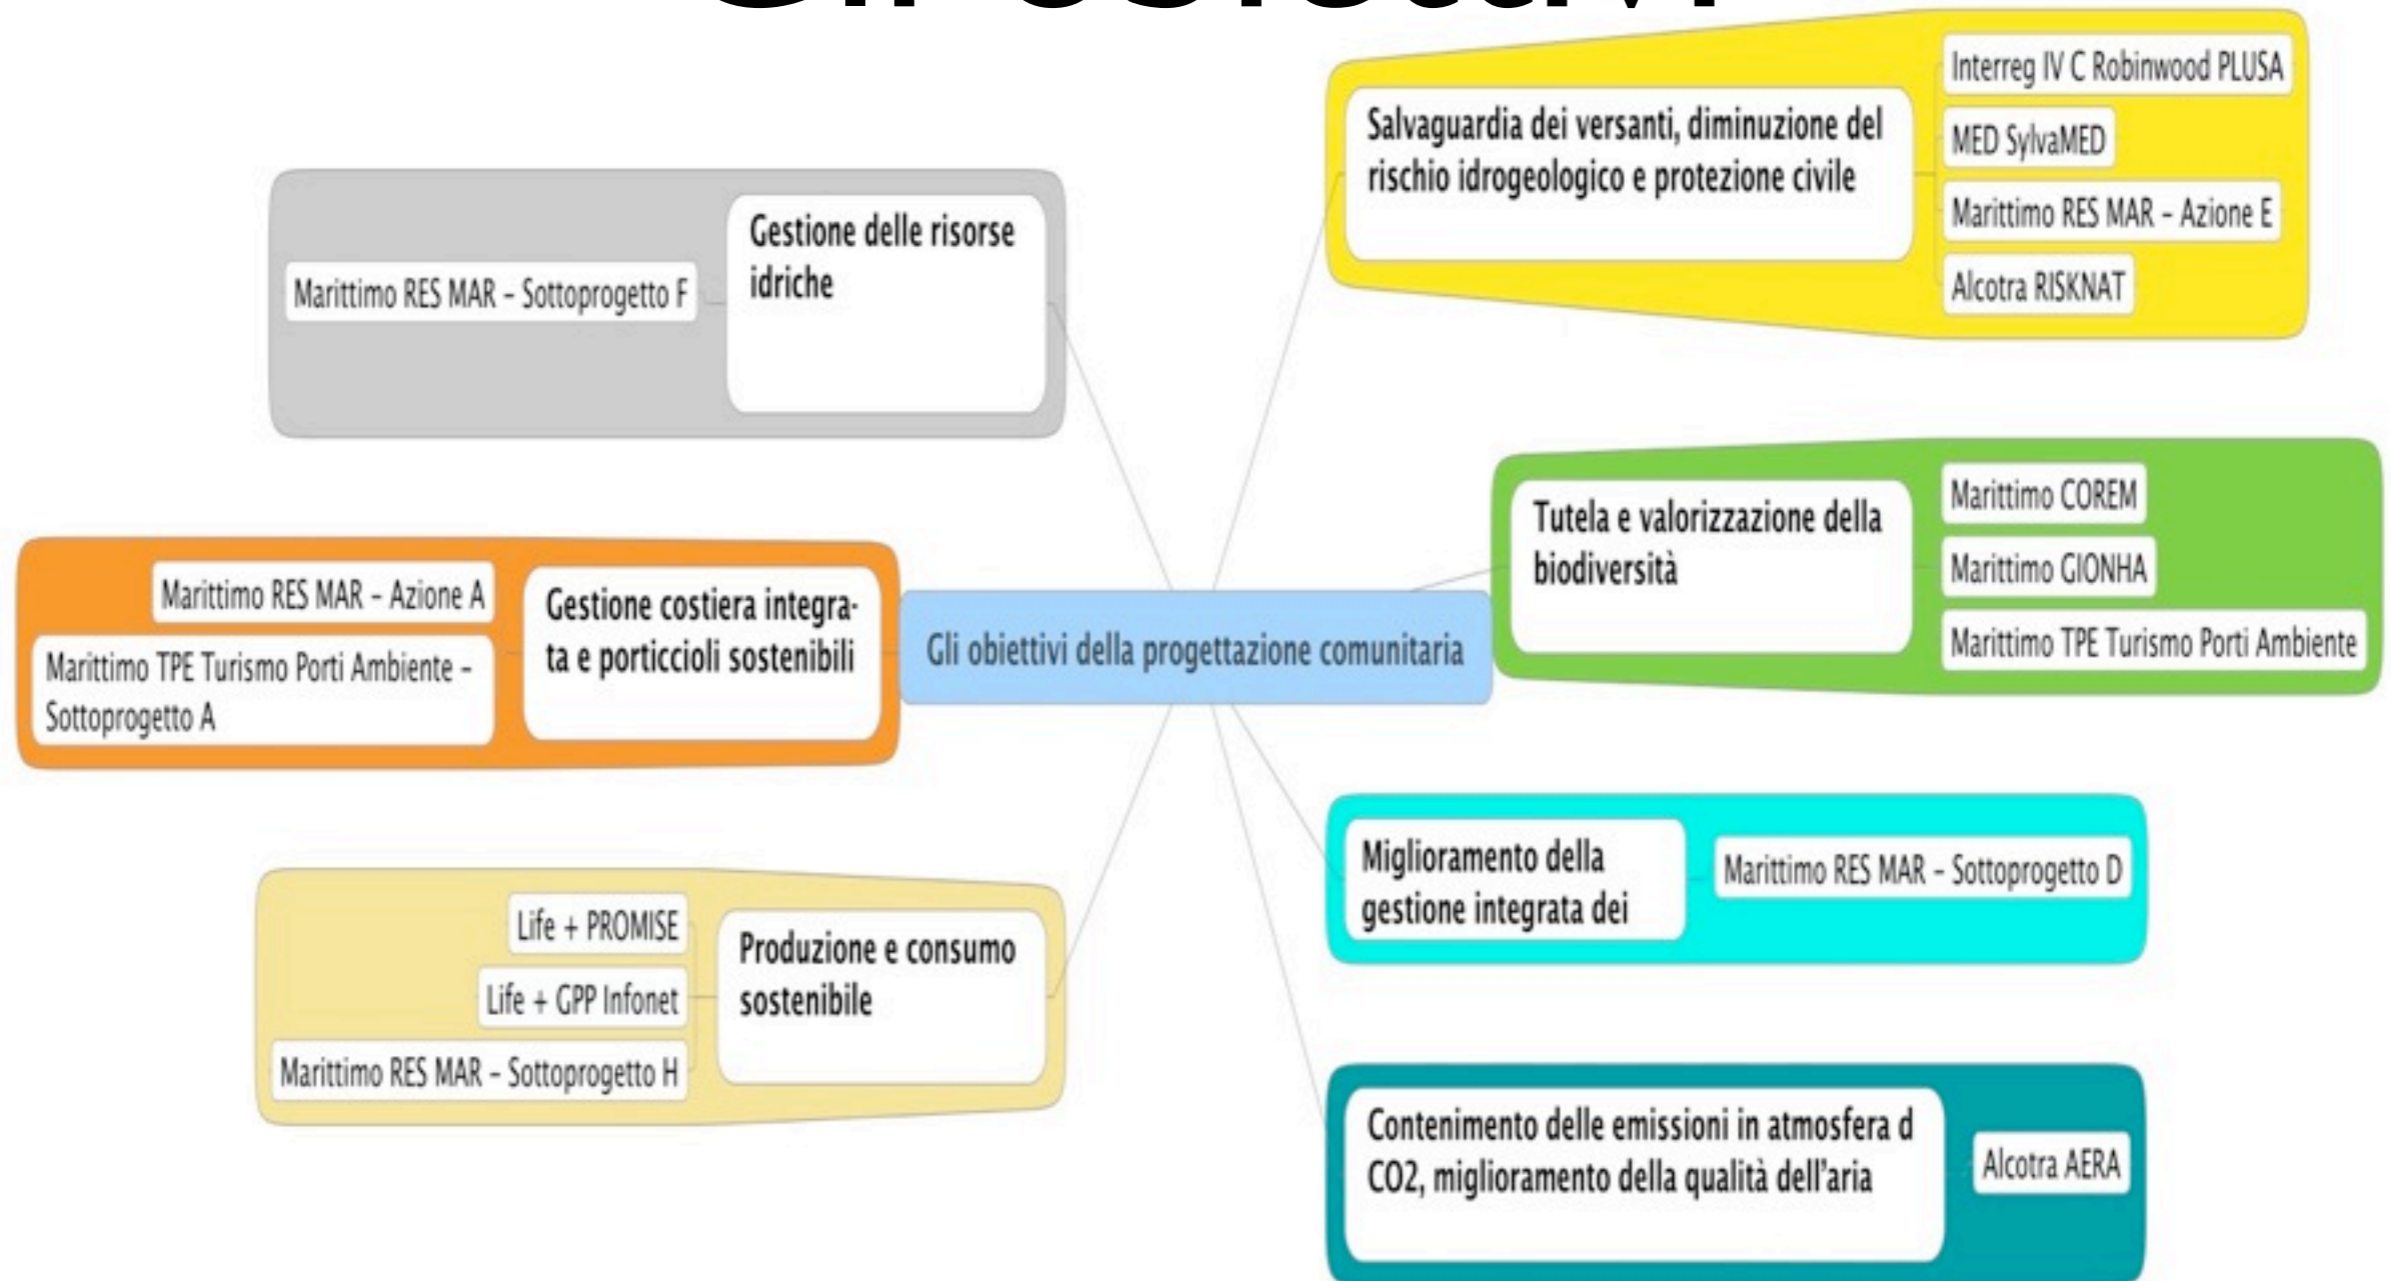 Gli obiettivi della progettazione comunitaria
Gestione delle risorse
idriche
Marittimo RES MAR – Sottoprogetto F
Gestione costiera integra-
ta e porticcioli sostenibili
Marittimo RES MAR – Azione A
Marittimo TPE Turismo Porti Ambiente –
Sottoprogetto A
Produzione e consumo
sostenibile
Life + PROMISE
Life + GPP Infonet
Marittimo RES MAR – Sottoprogetto H
Salvaguardia dei versanti, diminuzione del
rischio idrogeologico e protezione civile
Interreg IV C Robinwood PLUSA
MED SylvaMED
Marittimo RES MAR – Azione E
Alcotra RISKNAT
Tutela e valorizzazione della
biodiversità
Marittimo COREM
Marittimo GIONHA
Marittimo TPE Turismo Porti Ambiente
Miglioramento della
gestione integrata dei
Marittimo RES MAR – Sottoprogetto D
Contenimento delle emissioni in atmosfera d
CO2, miglioramento della qualità dell'aria
Alcotra AERA